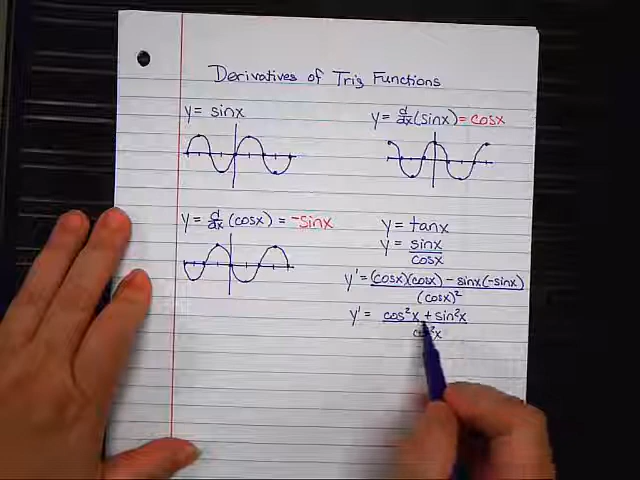 Derivatives of Trig Functions
y = sinx
y = d/dx (sinx) = cosx
y = d/dx (cosx) = -sinx
y = tanx
y = sinx/cosx
y' = (cosx)(cosx) - sinx(-sinx)/(cosx)²
y' = cos²x + sin²x/cos²x